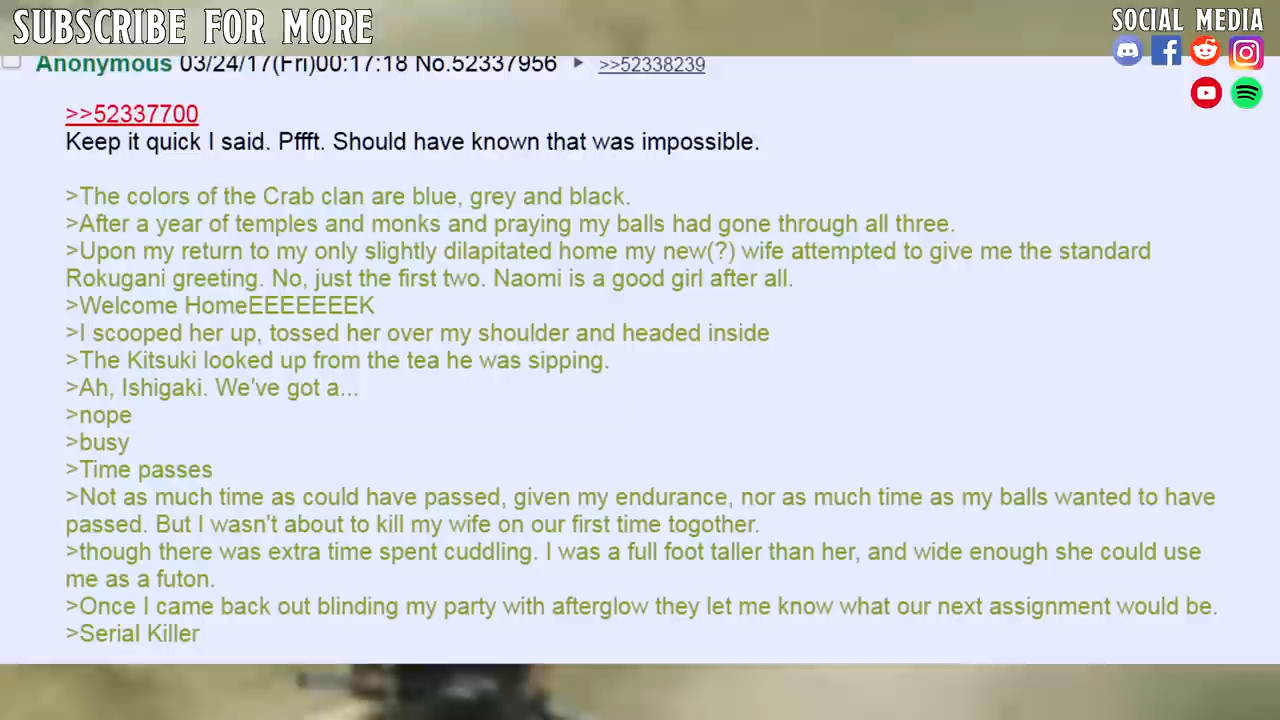 SUBSCRIBE FOR MORE
SOCIAL MEDIA
Anonymous 03/24/17(Fri)00:17:18 No.52337956 ▶ >>52338239
>>52337700
Keep it quick I said. Pffft. Should have known that was impossible.
>The colors of the Crab clan are blue, grey and black.
>After a year of temples and monks and praying my balls had gone through all three.
>Upon my return to my only slightly dilapitated home my new(?) wife attempted to give me the standard
Rokugani greeting. No, just the first two. Naomi is a good girl after all.
>Welcome HomeEEEEEEEK
>I scooped her up, tossed her over my shoulder and headed inside
>The Kitsuki looked up from the tea he was sipping.
>Ah, Ishigaki. We've got a...
>nope
>busy
>Time passes
>Not as much time as could have passed, given my endurance, nor as much time as my balls wanted to have
passed. But I wasn't about to kill my wife on our first time togother.
>though there was extra time spent cuddling. I was a full foot taller than her, and wide enough she could use
me as a futon.
>Once I came back out blinding my party with afterglow they let me know what our next assignment would be.
>Serial Killer